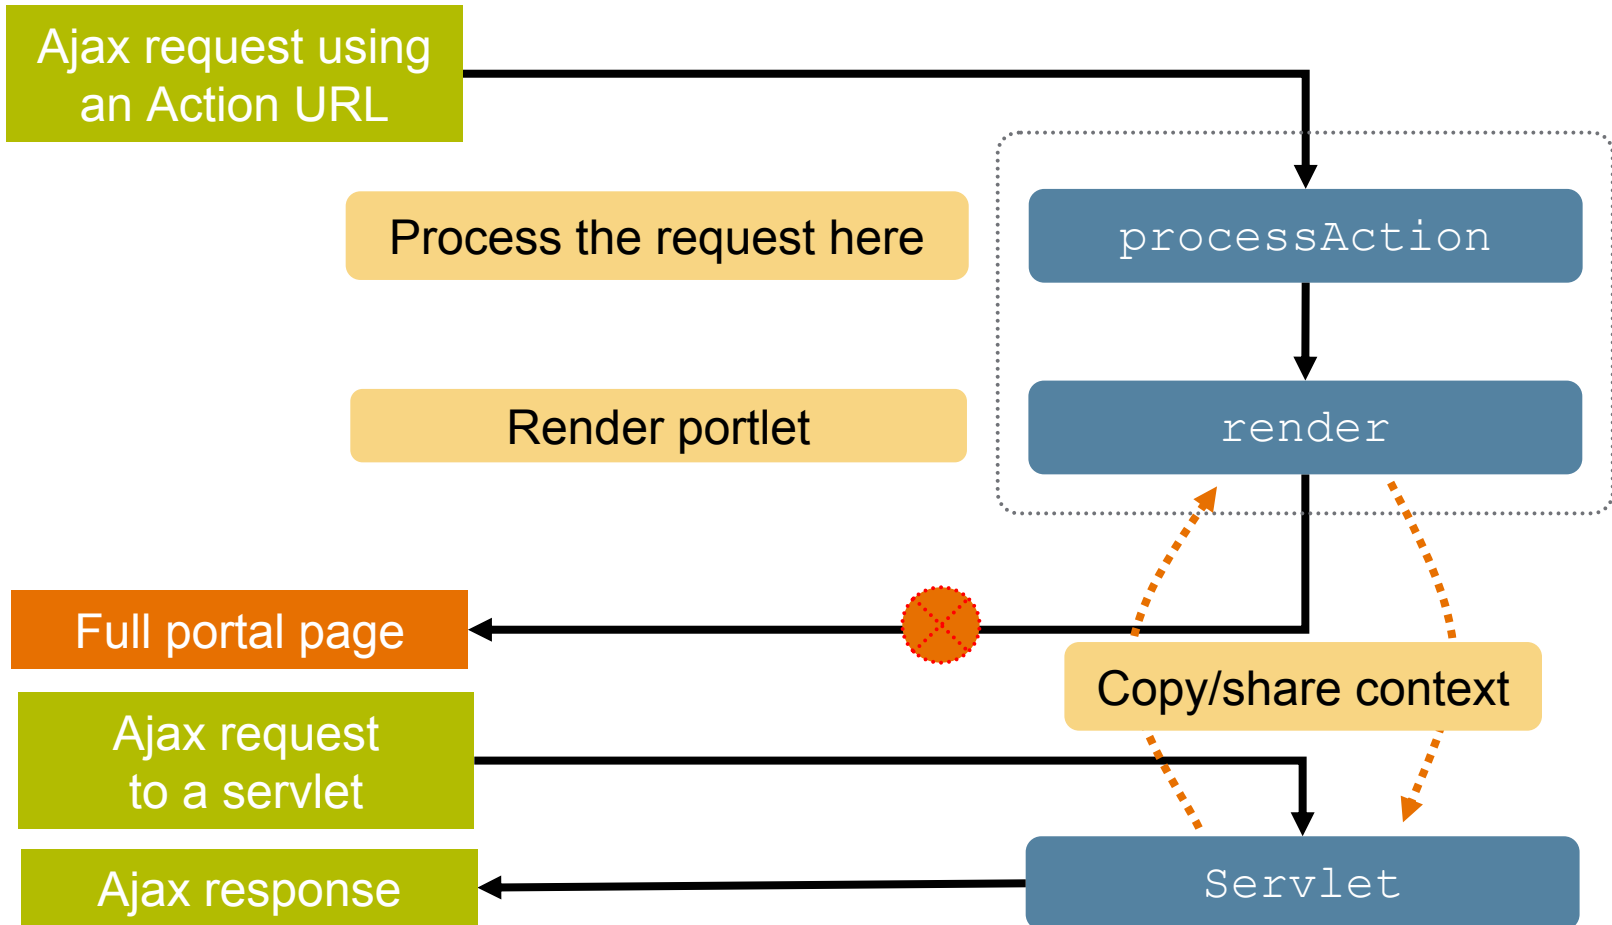 Ajax request using
an Action URL
Process the request here
processAction
Render portlet
render
Full portal page
Copy/share context
Ajax request
to a servlet
Ajax response
Servlet